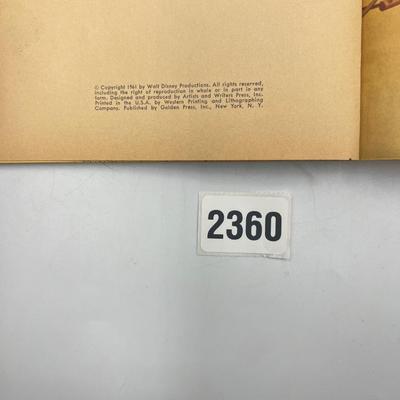 © Copyright 1961 by Walt Disney Productions. All rights reserved,
including the right of reproduction in whole or in part in any
form. Designed and produced by Artists and Writers Press, Inc.
Printed in the U.S.A. by Western Printing and Lithographing
Company. Published by Golden Press, Inc., New York, N. Y.
2360